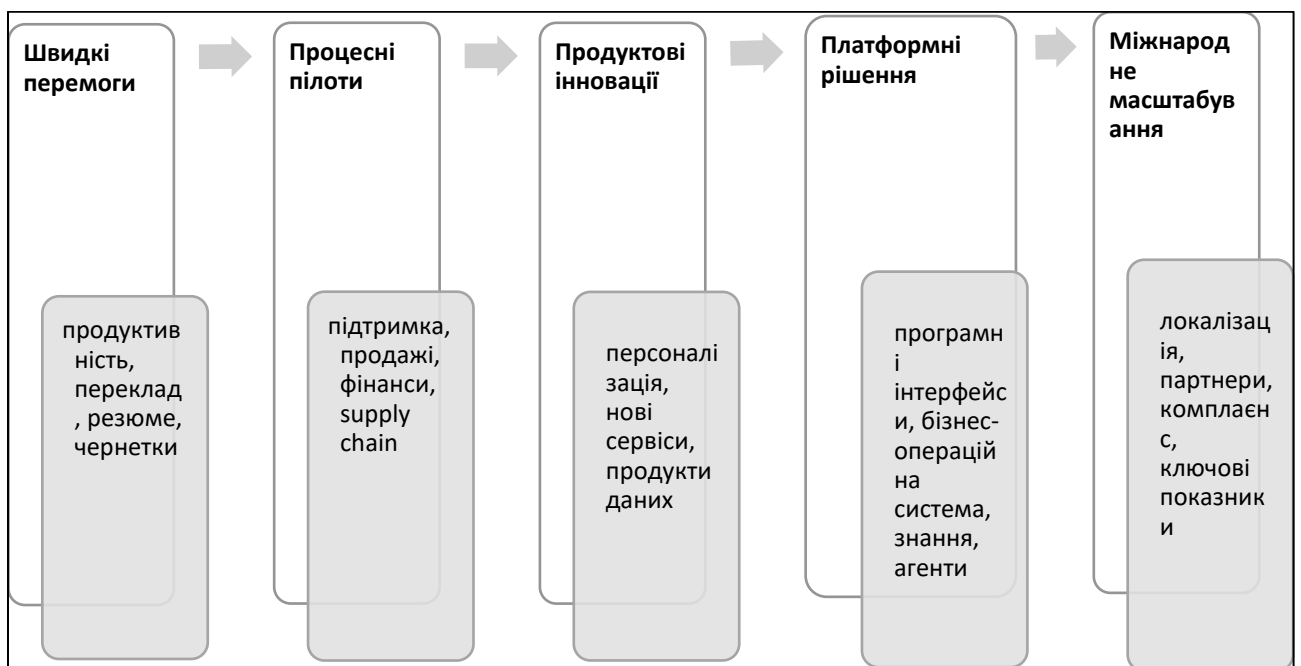 Швидкі
перемоги
продуктив
ність,
переклад
, резюме,
чернетки
Процесні
пілоти
підтримка,
продажі,
фінанси,
supply
chain
Продуктові
інновації
персоналі
зація,
нові
сервіси,
продукти
даних
Платформні
рішення
програмн
і
інтерфейс
и, бізнес-
операцій
на
система,
знання,
агенти
Міжнарод
не
масштабув
ання
локалізац
ія,
партнери,
комплаєн
с,
ключові
показник
и